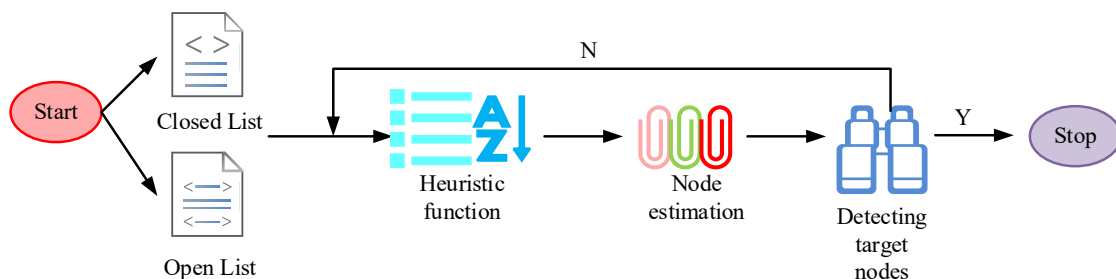 Start
Closed List
Open List
N
Heuristic
function
Node
estimation
Detecting
target
nodes
Y
Stop